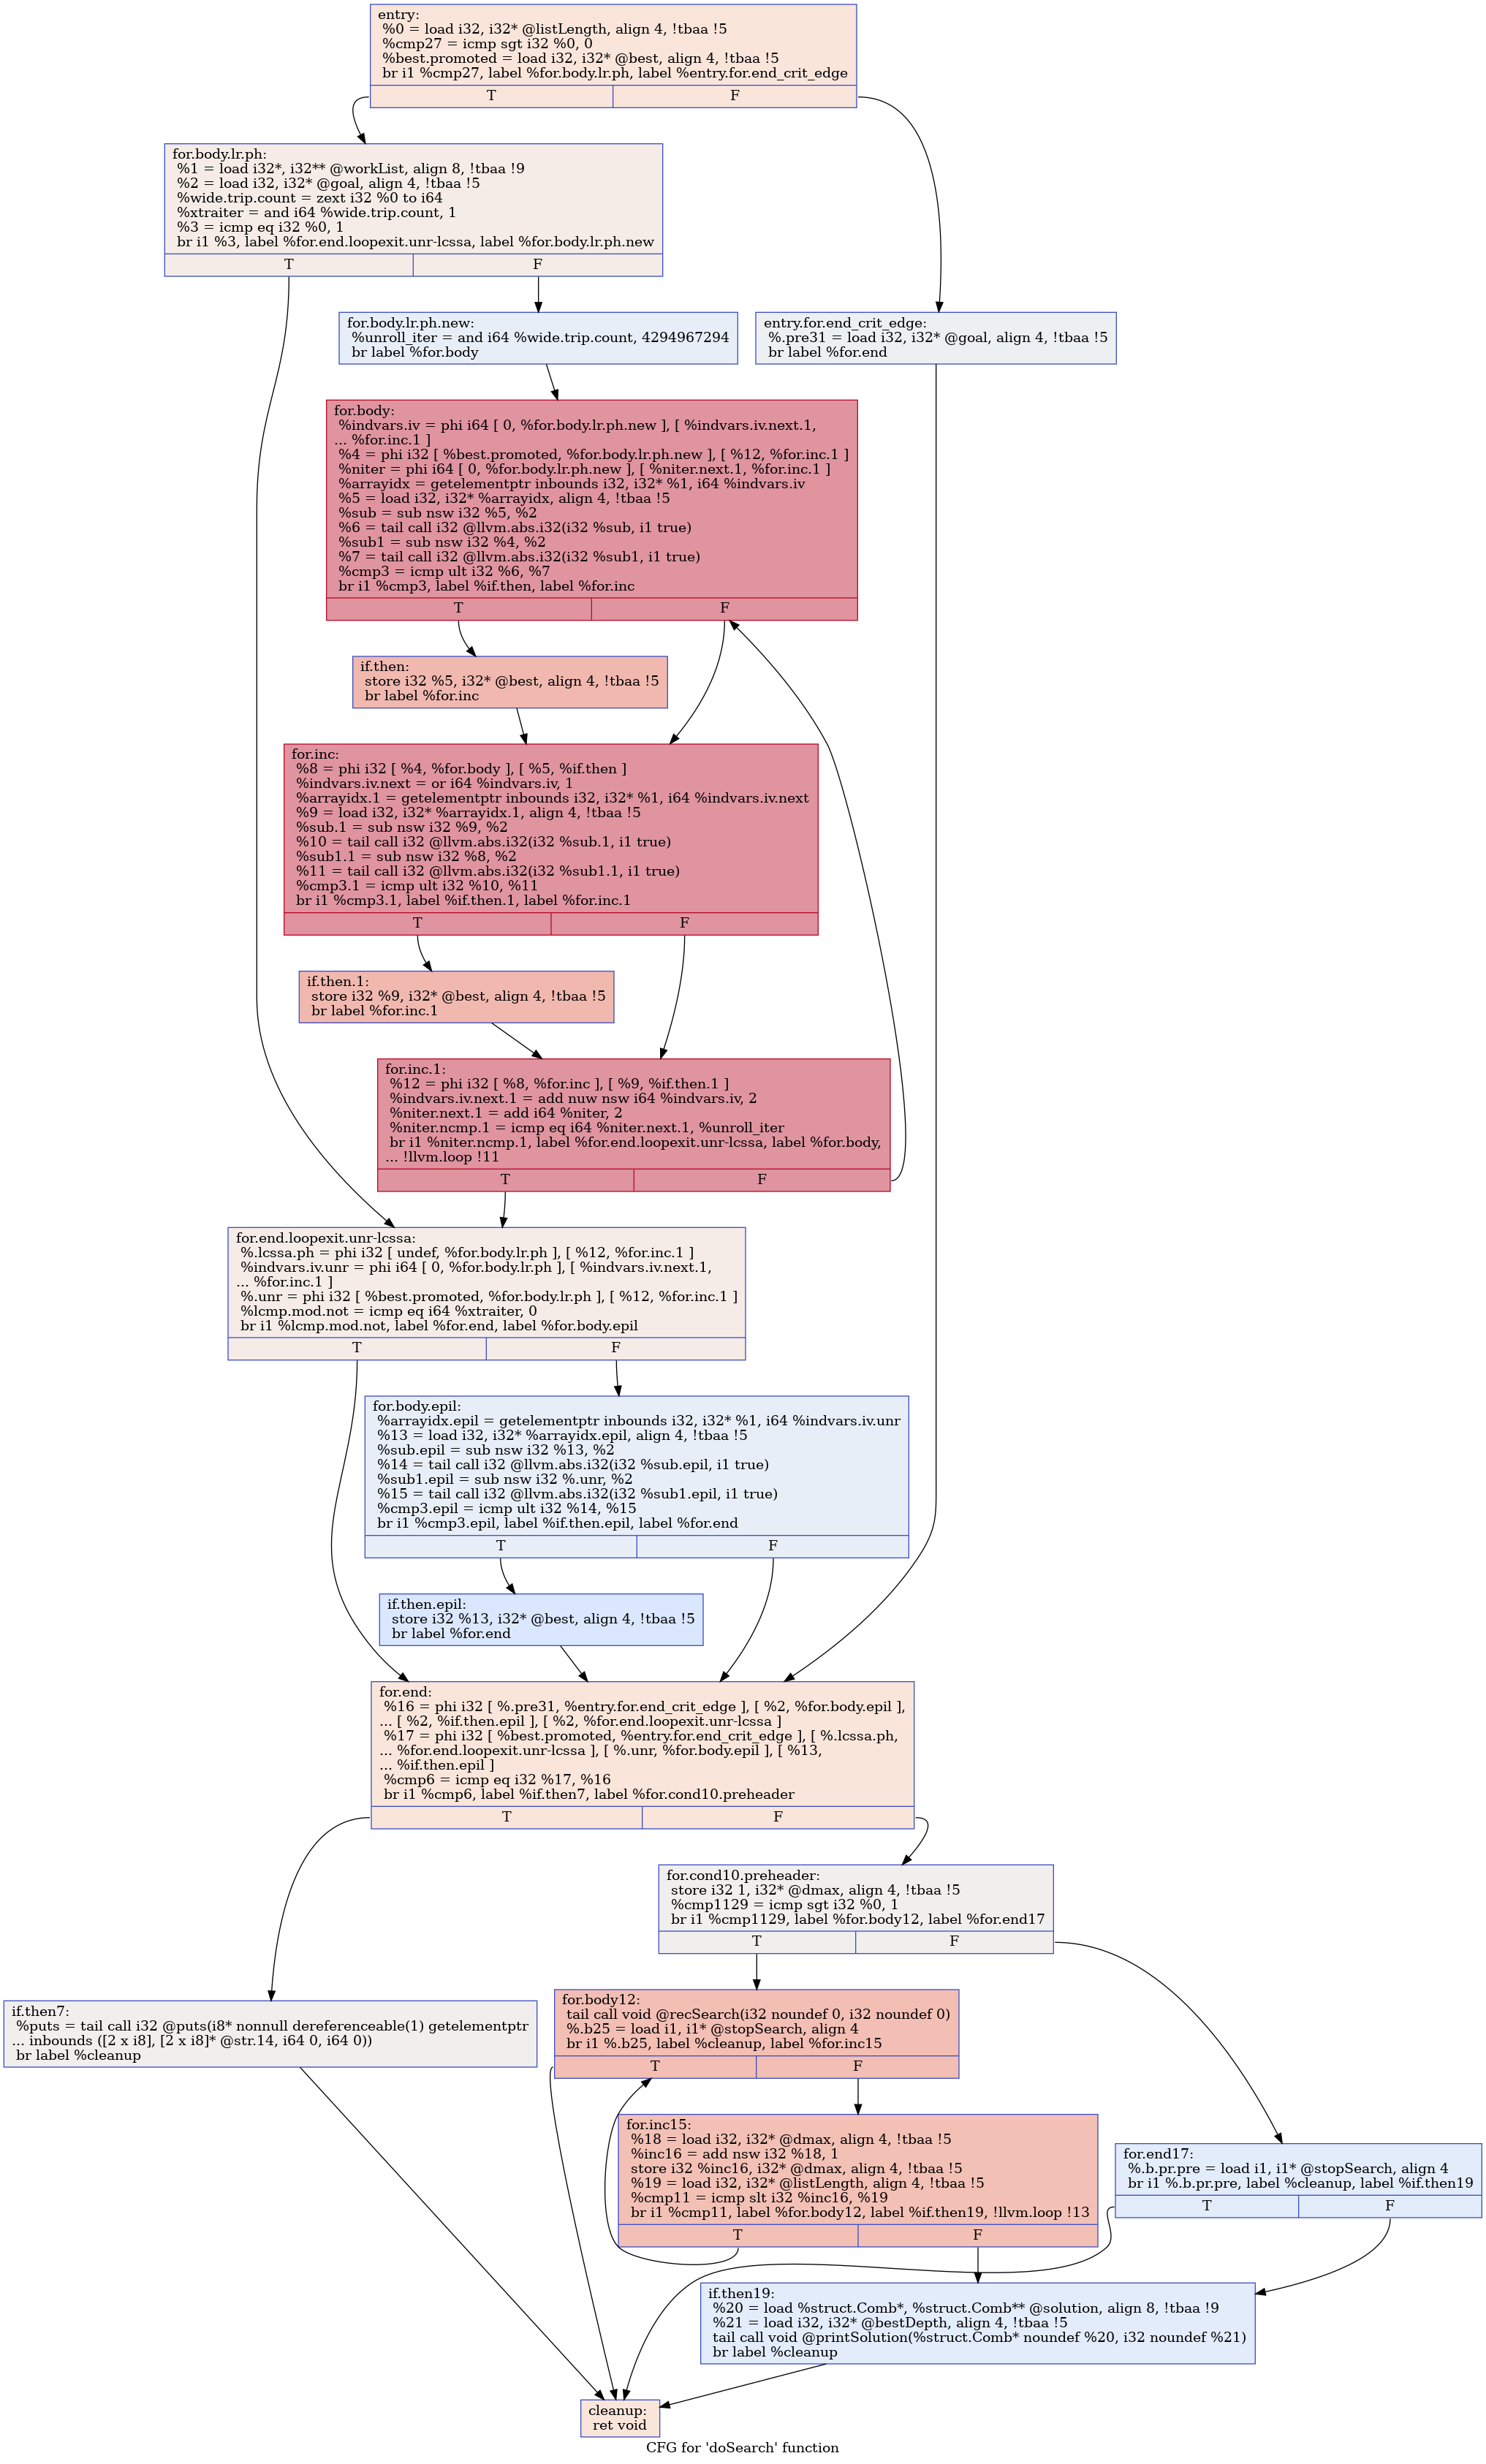 entry:
%0 = load i32, i32* @listLength, align 4, !tbaa !5
%cmp27 = icmp sgt i32 %0, 0
%best.promoted = load i32, i32* @best, align 4, !tbaa !5
br i1 %cmp27, label %for.body.lr.ph, label %entry.for.end_crit_edge
T F
for.body.lr.ph:
%1 = load i32*, i32** @workList, align 8, !tbaa !9
%2 = load i32, i32* @goal, align 4, !tbaa !5
%wide.trip.count = zext i32 %0 to i64
%xtraiter = and i64 %wide.trip.count, 1
%3 = icmp eq i32 %0, 1
br i1 %3, label %for.end.loopexit.unr-lcssa, label %for.body.lr.ph.new
T F
for.body.lr.ph.new:
%unroll_iter = and i64 %wide.trip.count, 4294967294
br label %for.body
entry.for.end_crit_edge:
%.pre31 = load i32, i32* @goal, align 4, !tbaa !5
br label %for.end
for.body:
%indvars.iv = phi i64 [ 0, %for.body.lr.ph.new ], [ %indvars.iv.next.1,
... %for.inc.1 ]
%4 = phi i32 [ %best.promoted, %for.body.lr.ph.new ], [ %12, %for.inc.1 ]
%niter = phi i64 [ 0, %for.body.lr.ph.new ], [ %niter.next.1, %for.inc.1 ]
%arrayidx = getelementptr inbounds i32, i32* %1, i64 %indvars.iv
%5 = load i32, i32* %arrayidx, align 4, !tbaa !5
%sub = sub nsw i32 %5, %2
%6 = tail call i32 @llvm.abs.i32(i32 %sub, i1 true)
%sub1 = sub nsw i32 %4, %2
%7 = tail call i32 @llvm.abs.i32(i32 %sub1, i1 true)
%cmp3 = icmp ult i32 %6, %7
br i1 %cmp3, label %if.then, label %for.inc
T F
if.then:
store i32 %5, i32* @best, align 4, !tbaa !5
br label %for.inc
for.inc:
%8 = phi i32 [ %4, %for.body ], [ %5, %if.then ]
%indvars.iv.next = or i64 %indvars.iv, 1
%arrayidx.1 = getelementptr inbounds i32, i32* %1, i64 %indvars.iv.next
%9 = load i32, i32* %arrayidx.1, align 4, !tbaa !5
%sub.1 = sub nsw i32 %9, %2
%10 = tail call i32 @llvm.abs.i32(i32 %sub.1, i1 true)
%sub1.1 = sub nsw i32 %8, %2
%11 = tail call i32 @llvm.abs.i32(i32 %sub1.1, i1 true)
%cmp3.1 = icmp ult i32 %10, %11
br i1 %cmp3.1, label %if.then.1, label %for.inc.1
T F
if.then.1:
store i32 %9, i32* @best, align 4, !tbaa !5
br label %for.inc.1
for.inc.1:
%12 = phi i32 [ %8, %for.inc ], [ %9, %if.then.1 ]
%indvars.iv.next.1 = add nuw nsw i64 %indvars.iv, 2
%niter.next.1 = add i64 %niter, 2
%niter.ncmp.1 = icmp eq i64 %niter.next.1, %unroll_iter
br i1 %niter.ncmp.1, label %for.end.loopexit.unr-lcssa, label %for.body,
... !llvm.loop !11
T F
for.end.loopexit.unr-lcssa:
%.lcssa.ph = phi i32 [ undef, %for.body.lr.ph ], [ %12, %for.inc.1 ]
%indvars.iv.unr = phi i64 [ 0, %for.body.lr.ph ], [ %indvars.iv.next.1,
... %for.inc.1 ]
%.unr = phi i32 [ %best.promoted, %for.body.lr.ph ], [ %12, %for.inc.1 ]
%lcmp.mod.not = icmp eq i64 %xtraiter, 0
br i1 %lcmp.mod.not, label %for.end, label %for.body.epil
T F
for.body.epil:
%arrayidx.epil = getelementptr inbounds i32, i32* %1, i64 %indvars.iv.unr
%13 = load i32, i32* %arrayidx.epil, align 4, !tbaa !5
%sub.epil = sub nsw i32 %13, %2
%14 = tail call i32 @llvm.abs.i32(i32 %sub.epil, i1 true)
%sub1.epil = sub nsw i32 %.unr, %2
%15 = tail call i32 @llvm.abs.i32(i32 %sub1.epil, i1 true)
%cmp3.epil = icmp ult i32 %14, %15
br i1 %cmp3.epil, label %if.then.epil, label %for.end
T F
if.then.epil:
store i32 %13, i32* @best, align 4, !tbaa !5
br label %for.end
for.end:
%16 = phi i32 [ %.pre31, %entry.for.end_crit_edge ], [ %2, %for.body.epil ],
... [ %2, %if.then.epil ], [ %2, %for.end.loopexit.unr-lcssa ]
%17 = phi i32 [ %best.promoted, %entry.for.end_crit_edge ], [ %.lcssa.ph,
... %for.end.loopexit.unr-lcssa ], [ %.unr, %for.body.epil ], [ %13,
... %if.then.epil ]
%cmp6 = icmp eq i32 %17, %16
br i1 %cmp6, label %if.then7, label %for.cond10.preheader
T F
for.cond10.preheader:
store i32 1, i32* @dmax, align 4, !tbaa !5
%cmp1129 = icmp sgt i32 %0, 1
br i1 %cmp1129, label %for.body12, label %for.end17
T F
if.then7:
%puts = tail call i32 @puts(i8* nonnull dereferenceable(1) getelementptr
... inbounds ([2 x i8], [2 x i8]* @str.14, i64 0, i64 0))
br label %cleanup
for.body12:
tail call void @recSearch(i32 noundef 0, i32 noundef 0)
%.b25 = load i1, i1* @stopSearch, align 4
br i1 %.b25, label %cleanup, label %for.inc15
T F
for.inc15:
%18 = load i32, i32* @dmax, align 4, !tbaa !5
%inc16 = add nsw i32 %18, 1
store i32 %inc16, i32* @dmax, align 4, !tbaa !5
%19 = load i32, i32* @listLength, align 4, !tbaa !5
%cmp11 = icmp slt i32 %inc16, %19
br i1 %cmp11, label %for.body12, label %if.then19, !llvm.loop !13
T F
for.end17:
%.b.pr.pre = load i1, i1* @stopSearch, align 4
br i1 %.b.pr.pre, label %cleanup, label %if.then19
T F
if.then19:
%20 = load %struct.Comb*, %struct.Comb** @solution, align 8, !tbaa !9
%21 = load i32, i32* @bestDepth, align 4, !tbaa !5
tail call void @printSolution(%struct.Comb* noundef %20, i32 noundef %21)
br label %cleanup
cleanup:
ret void
CFG for 'doSearch' function